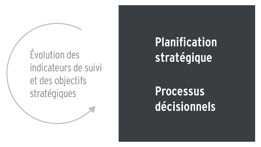 Évolution des
indicateurs de suivi
et des objectifs
stratégiques
Planification
stratégique
Processus
décisionnels